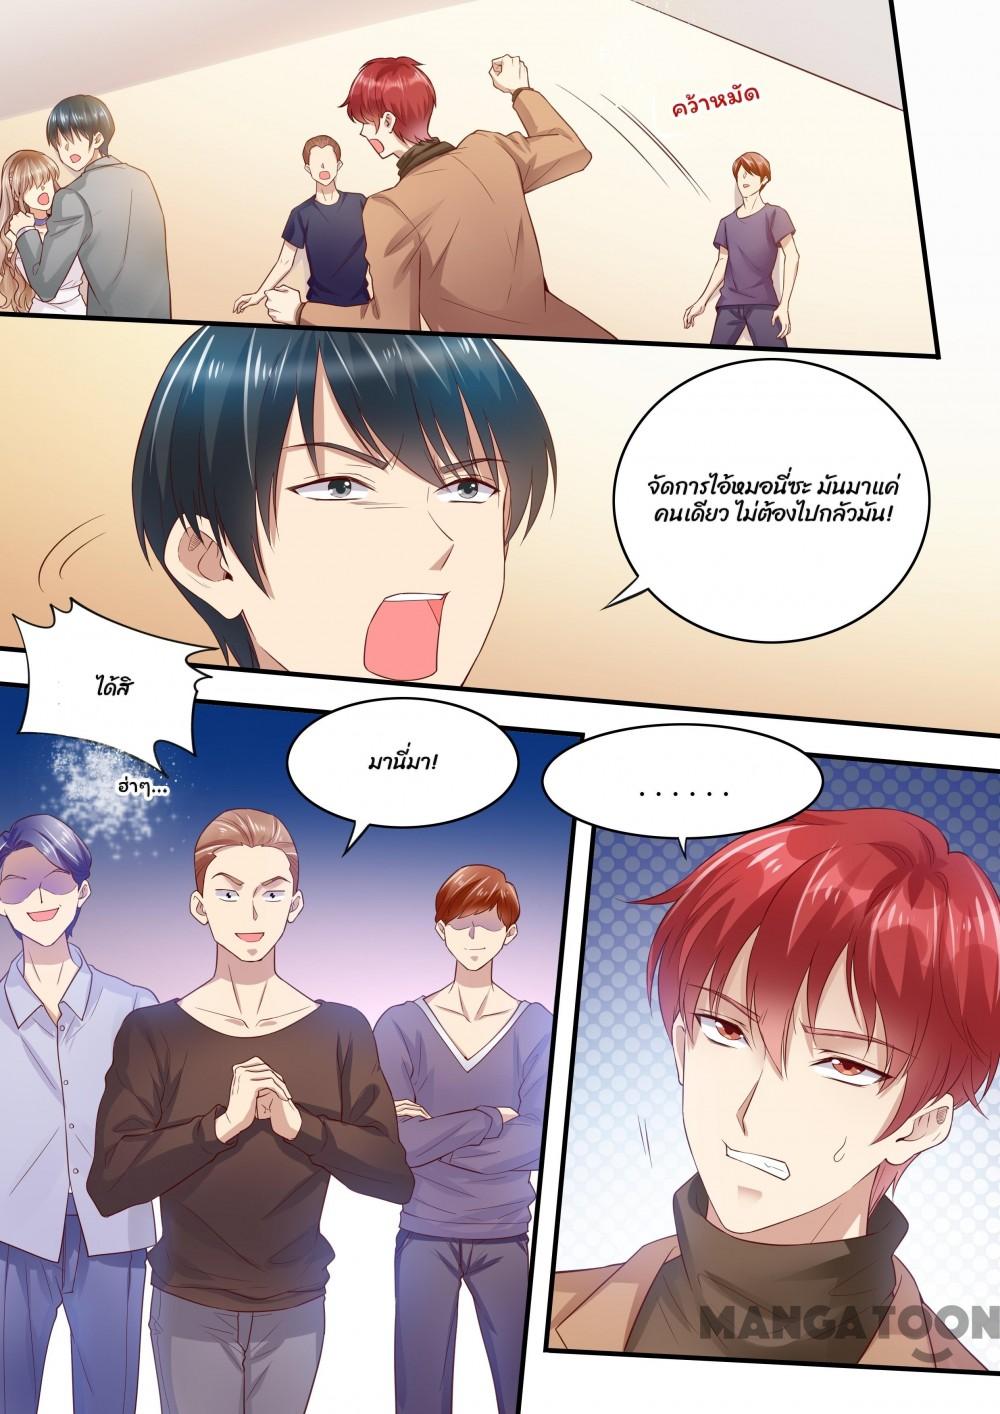 คว้าหมัด
จัดการไอ้หมอนี่ซะ มันมาแค่
คนเดียว ไม่ต้องไปกลัวมัน!
ได้สิ
ฮ่าๆ...
มานี่มา!
......
MANGATOON